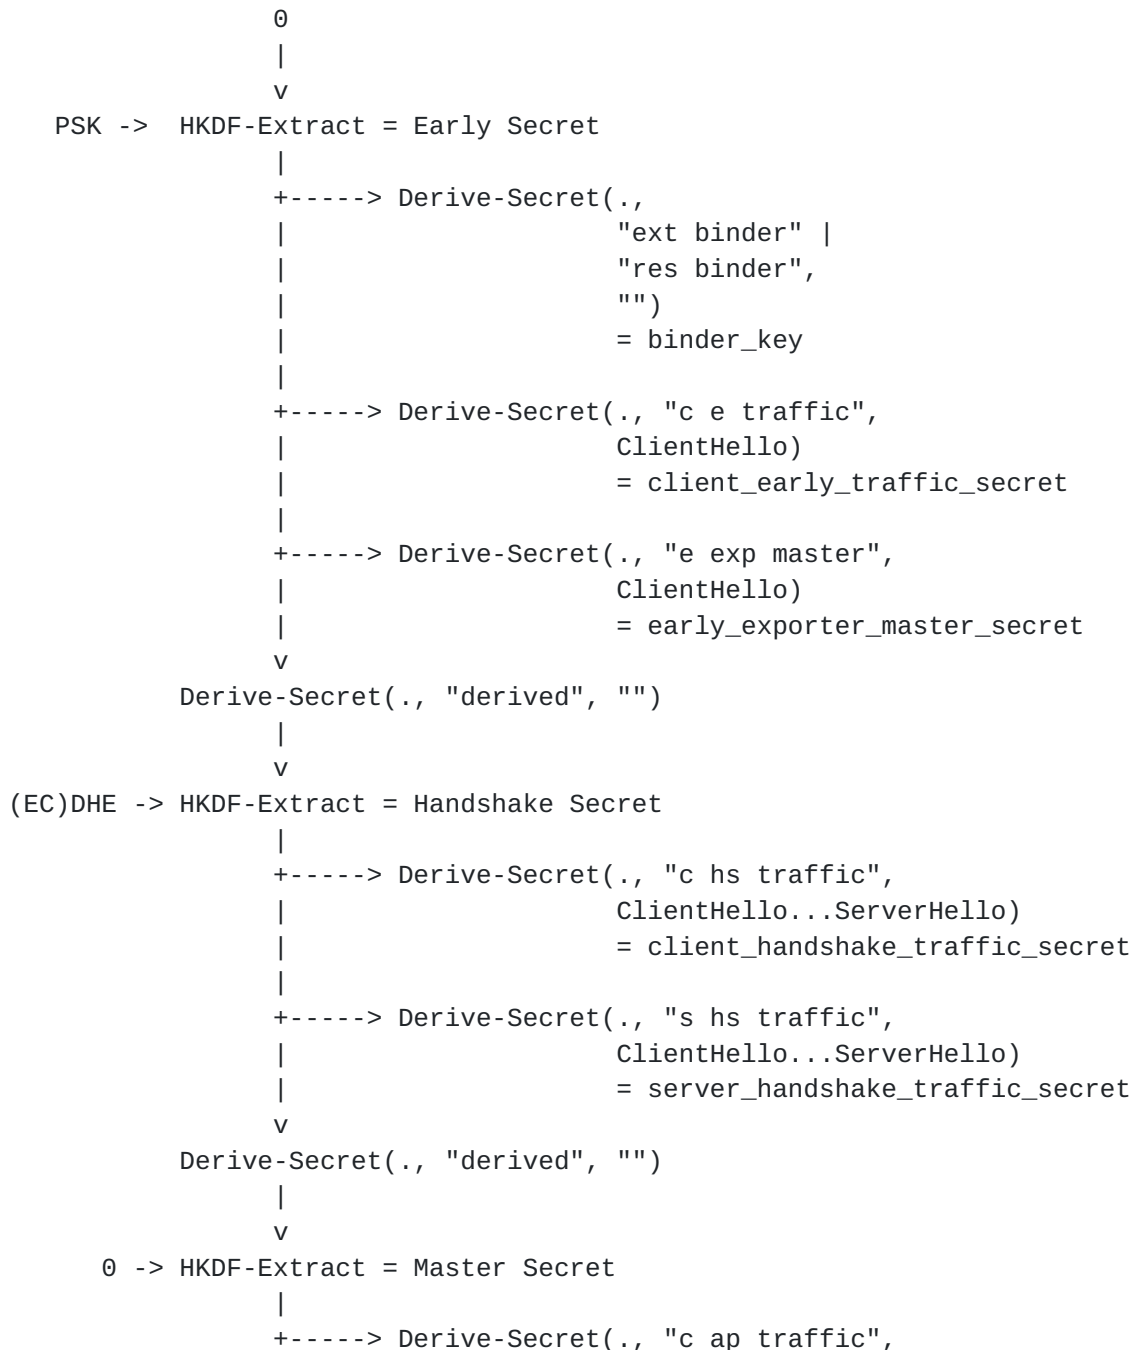 0
                 |
                 v
   PSK ->  HKDF-Extract = Early Secret
                 |
                 +-----> Derive-Secret(.,
                 |                     "ext binder" |
                 |                     "res binder",
                 |                     "")
                 |                     = binder_key
                 |
                 +-----> Derive-Secret(., "c e traffic",
                 |                     ClientHello)
                 |                     = client_early_traffic_secret
                 |
                 +-----> Derive-Secret(., "e exp master",
                 |                     ClientHello)
                 |                     = early_exporter_master_secret
                 v
           Derive-Secret(., "derived", "")
                 |
                 v
(EC)DHE -> HKDF-Extract = Handshake Secret
                 |
                 +-----> Derive-Secret(., "c hs traffic",
                 |                     ClientHello...ServerHello)
                 |                     = client_handshake_traffic_secret
                 |
                 +-----> Derive-Secret(., "s hs traffic",
                 |                     ClientHello...ServerHello)
                 |                     = server_handshake_traffic_secret
                 v
           Derive-Secret(., "derived", "")
                 |
                 v
      0 -> HKDF-Extract = Master Secret
                 |
                 +-----> Derive-Secret(., "c ap traffic",